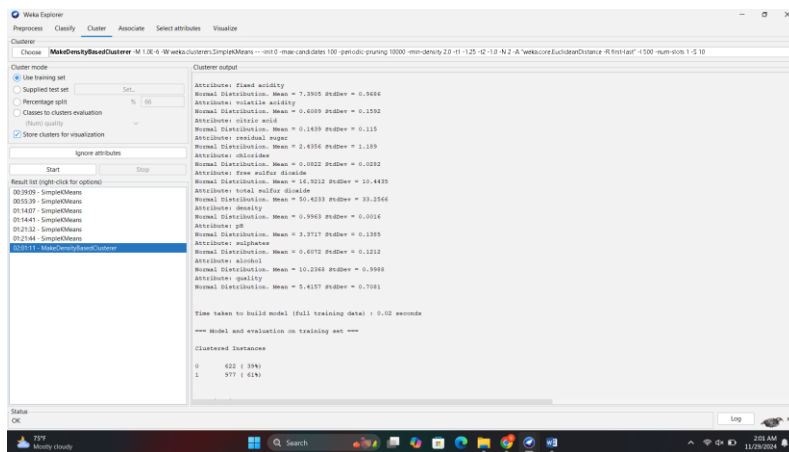 Weka Explorer
Preprocess Classify Cluster Associate Select attributes Visualize
Clusterer
Choose MakeDensityBasedClusterer -M 1.0E-6 -W weka.clusterers.SimpleKMeans -- -init 0 -max-candidates 100 -periodic-pruning 10000 -min-density 2.0 -t1 -1.25 -t2 -1.0 -N 2 -A "weka.core.EuclideanDistance -R first-last" -I 500 -num-slots 1 -S 10
Cluster mode
Use training set
Supplied test set Set...
Percentage split % 66
Classes to clusters evaluation
(Num) quality
Store clusters for visualization
Ignore attributes
Start Stop
Result list (right-click for options)
00:39:09 - SimpleKMeans
00:53:39 - SimpleKMeans
01:14:07 - SimpleKMeans
01:14:41 - SimpleKMeans
01:21:32 - SimpleKMeans
01:21:44 - SimpleKMeans
02:01:11 - MakeDensityBasedClusterer
Clusterer output
Attribute: fixed acidity
Normal Distribution. Mean = 7.3905 StdDev = 0.9686
Attribute: volatile acidity
Normal Distribution. Mean = 0.6089 StdDev = 0.1592
Attribute: citric acid
Normal Distribution. Mean = 0.1439 StdDev = 0.115
Attribute: residual sugar
Normal Distribution. Mean = 2.4356 StdDev = 1.189
Attribute: chlorides
Normal Distribution. Mean = 0.0822 StdDev = 0.0282
Attribute: free sulfur dioxide
Normal Distribution. Mean = 16.9212 StdDev = 10.4435
Attribute: total sulfur dioxide
Normal Distribution. Mean = 50.4233 StdDev = 33.2566
Attribute: density
Normal Distribution. Mean = 0.9963 StdDev = 0.0016
Attribute: pH
Normal Distribution. Mean = 3.3717 StdDev = 0.1385
Attribute: sulphates
Normal Distribution. Mean = 0.6072 StdDev = 0.1212
Attribute: alcohol
Normal Distribution. Mean = 10.2368 StdDev = 0.9988
Attribute: quality
Normal Distribution. Mean = 5.4157 StdDev = 0.7081
Time taken to build model (full training data) : 0.02 seconds
=== Model and evaluation on training set ===
Clustered Instances
0 622 ( 39%)
1 977 ( 61%)
Status
OK
Log
x
75°F
Mostly cloudy
Search
2:01 AM
11/29/2024